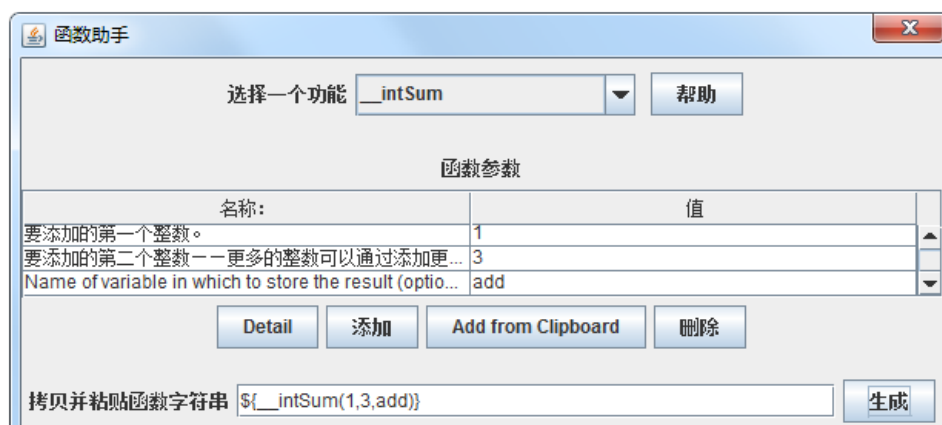 函数助手
选择一个功能 __intSum 帮助
函数参数
名称: 值
要添加的第一个整数。 1
要添加的第二个整数——更多的整数可以通过添加更... 3
Name of variable in which to store the result (optio... add
Detail 添加 Add from Clipboard 删除
拷贝并粘贴函数字符串 ${__intSum(1,3,add)} 生成